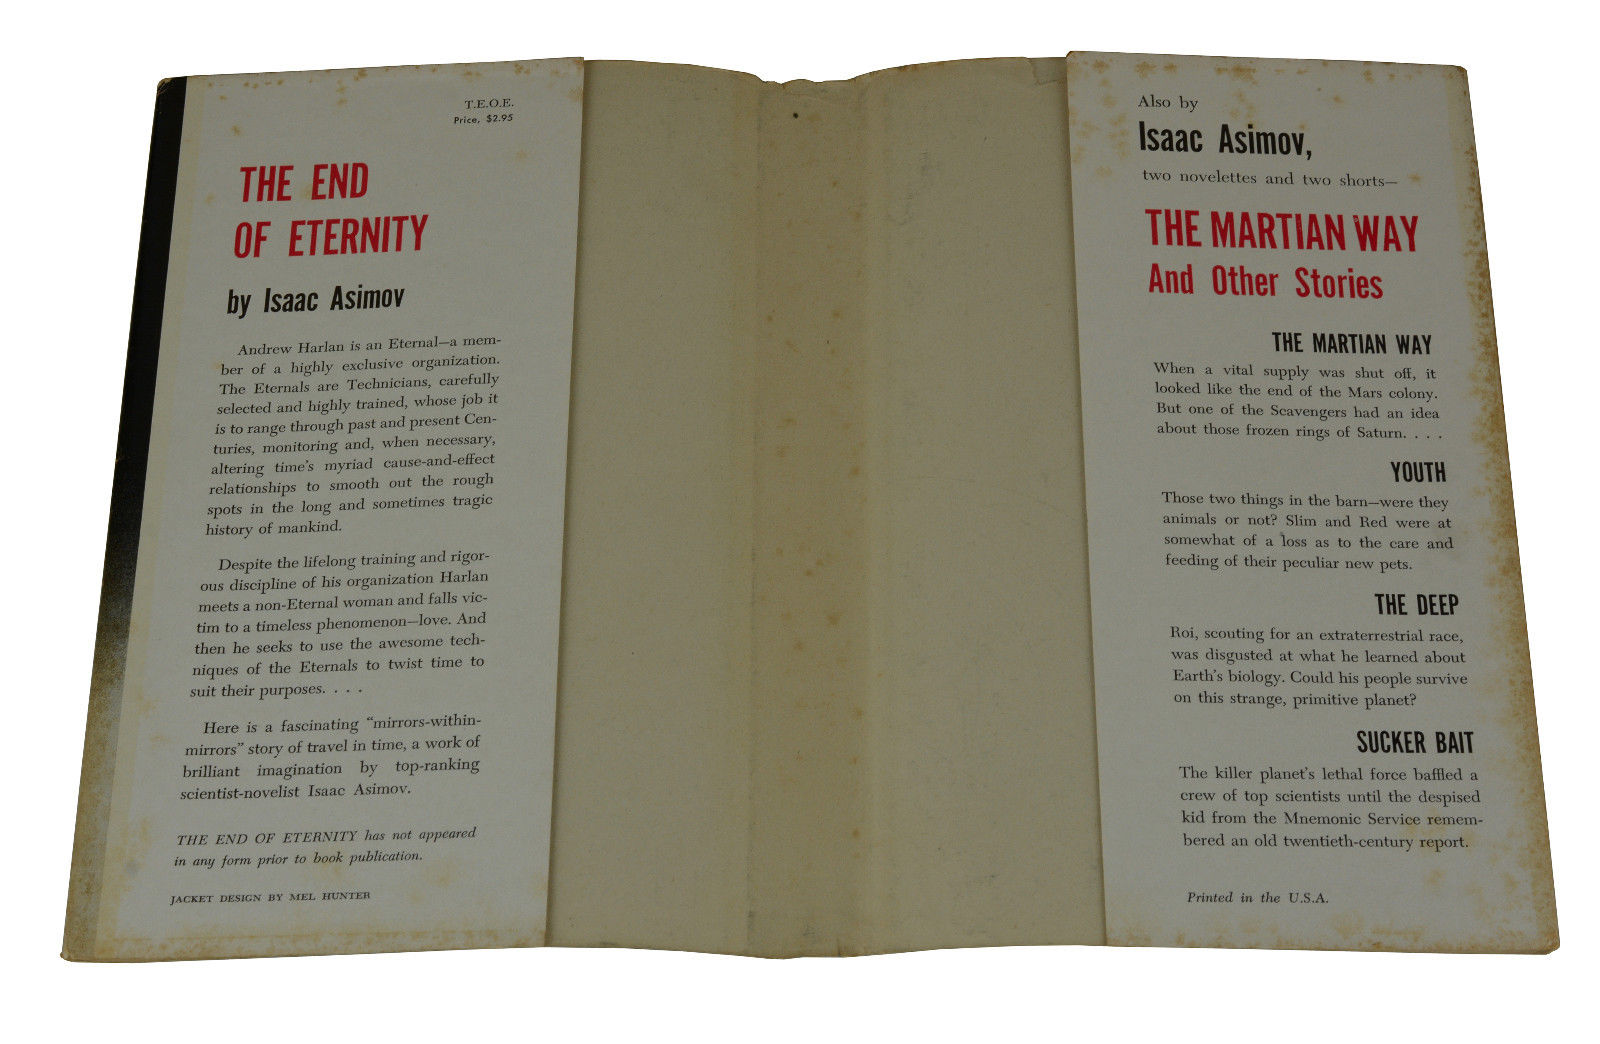 T.E.O.E.
Price, $2.95
THE END
OF ETERNITY
by Isaac Asimov
Andrew Harlan is an Eternal—a mem-
ber of a highly exclusive organization.
The Eternals are Technicians, carefully
selected and highly trained, whose job it
is to range through past and present Cen-
turies, monitoring and, when necessary,
altering time's myriad cause-and-effect
relationships to smooth out the rough
spots in the long and sometimes tragic
history of mankind.
Despite the lifelong training and rigor-
ous discipline of his organization Harlan
meets a non-Eternal woman and falls vic-
tim to a timeless phenomenon—love. And
then he seeks to use the awesome tech-
niques of the Eternals to twist time to
suit their purposes. . . .
Here is a fascinating "mirrors-within-
mirrors" story of travel in time, a work of
brilliant imagination by top-ranking
scientist-novelist Isaac Asimov.
THE END OF ETERNITY has not appeared
in any form prior to book publication.
JACKET DESIGN BY MEL HUNTER
Also by
Isaac Asimov,
two novelettes and two shorts—
THE MARTIAN WAY
And Other Stories
THE MARTIAN WAY
When a vital supply was shut off, it
looked like the end of the Mars colony.
But one of the Scavengers had an idea
about those frozen rings of Saturn. . . .
YOUTH
Those two things in the barn—were they
animals or not? Slim and Red were at
somewhat of a loss as to the care and
feeding of their peculiar new pets.
THE DEEP
Roi, scouting for an extraterrestrial race,
was disgusted at what he learned about
Earth's biology. Could his people survive
on this strange, primitive planet?
SUCKER BAIT
The killer planet's lethal force baffled a
crew of top scientists until the despised
kid from the Mnemonic Service remem-
bered an old twentieth-century report.
Printed in the U.S.A.